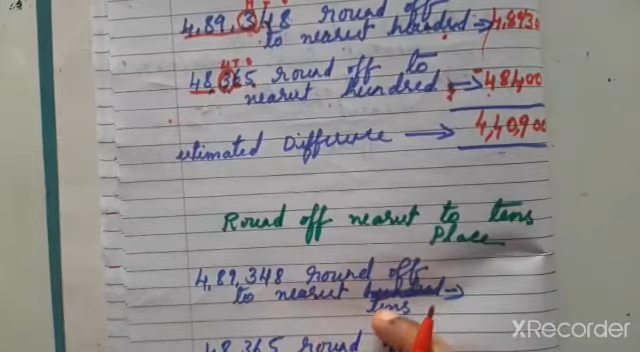 4,89,348 round off
to nearest hundred → 4,893
H T O
48,365 round off to
nearest hundred → 48,400
estimated Difference → 4,40,900
Round off nearest to tens
Place
4,89,348 round off
to nearest hundred →
tens
48,365 round
XRecorder